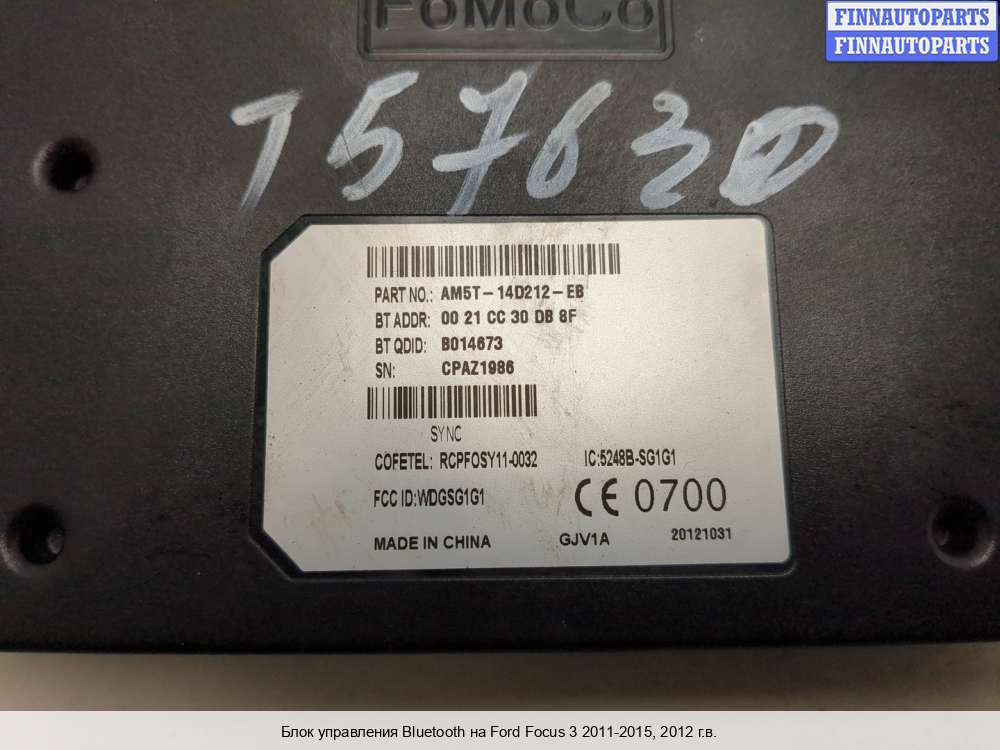 FoMoCo
FINNAUTOPARTS
FINNAUTOPARTS
757630
PART NO.: AM5T-14D212-EB
BT ADDR: 00 21 CC 30 DB 8F
BT QDID: B014673
SN: CPAZ1986
SYNC
COFETEL: RCPFOSY11-0032 IC:5248B-SG1G1
FCC ID:WDGSG1G1 CE 0700
MADE IN CHINA GJV1A 20121031
Блок управления Bluetooth на Ford Focus 3 2011-2015, 2012 г.в.